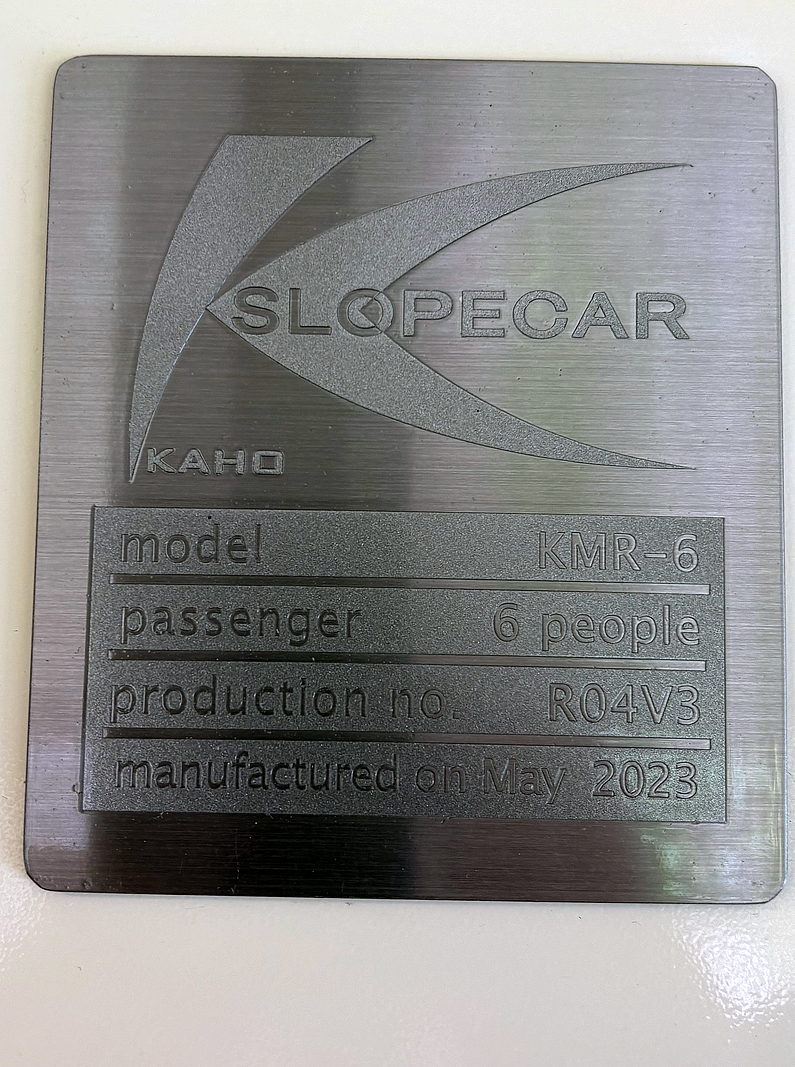 SLOPECAR
KAHO
model KMR-6
passenger 6 people
production no. R04V3
manufactured on May 2023